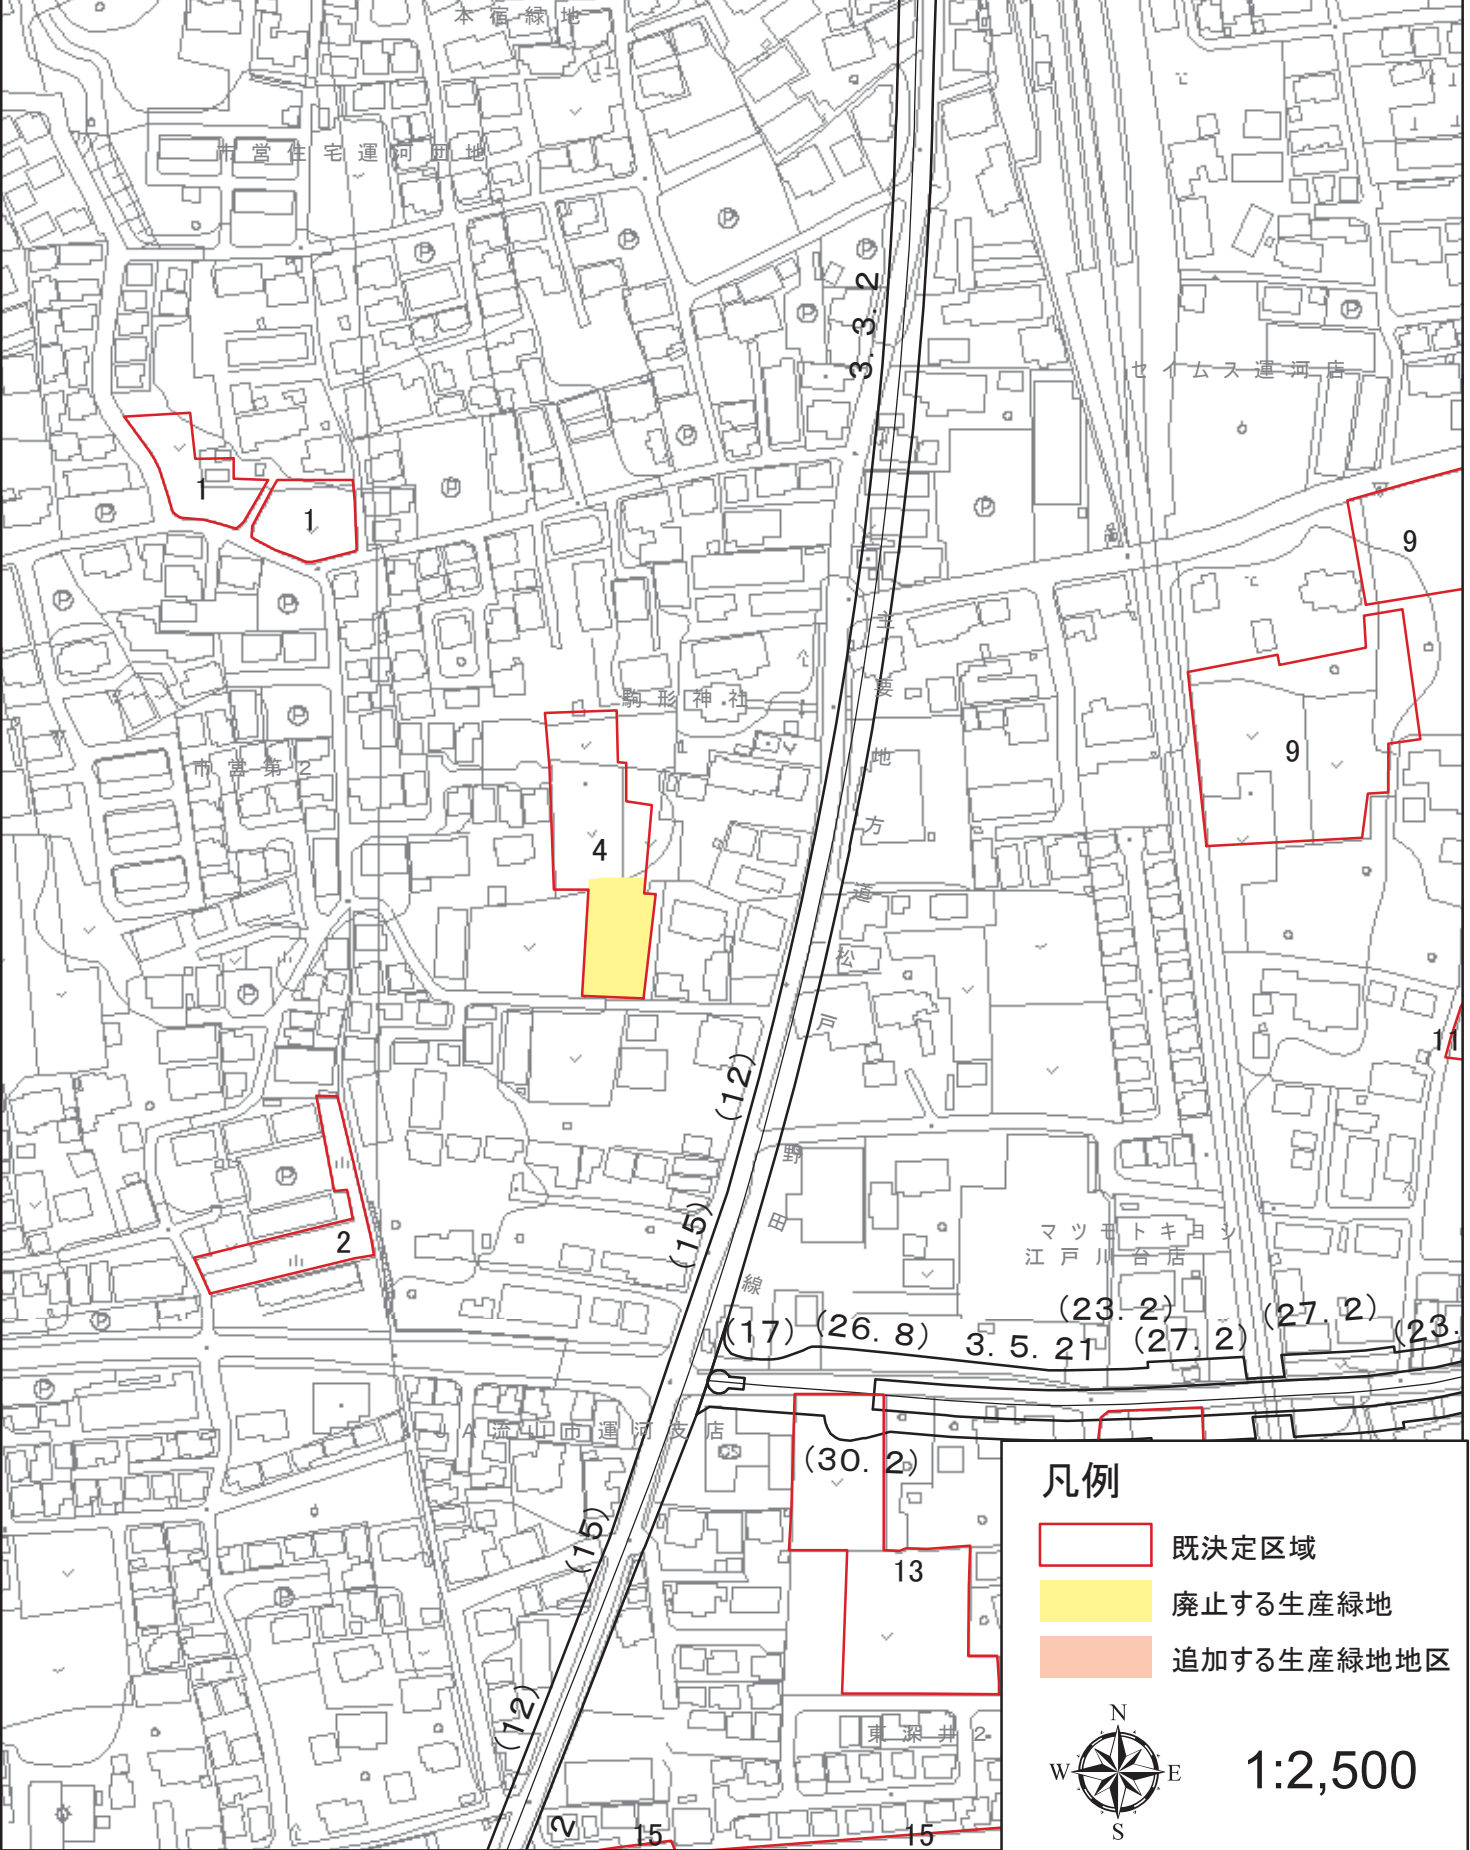 本宿緑地
市営住宅運河団地
3.3.2
セイムス運河店
1
1
9
主要地方道松戸野田線
駒形神社
9
市営第2
4
11
(12)
(15)
2
マツモトキヨシ
江戸川台店
(17)
(26.8)
3.5.21
(23.2)
(27.2)
(27.2)
(23.
JA流山市運河支店
(30.2)
13
(15)
(12)
東深井2
2
15
15
凡例
既決定区域
廃止する生産緑地
追加する生産緑地地区
N
W
E
S
1:2,500